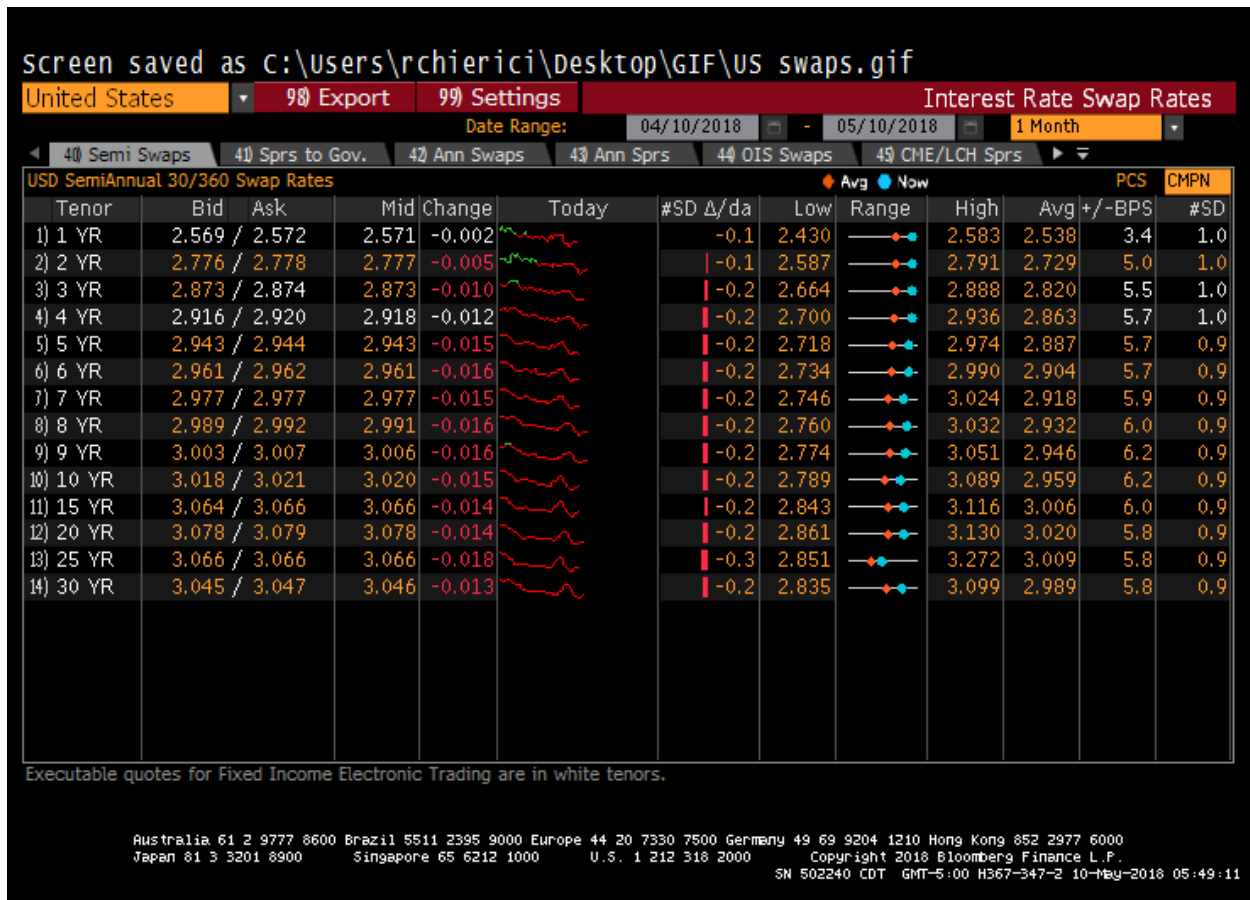 Screen saved as C:\Users\rchierici\Desktop\GIF\US swaps.gif
United States 98) Export 99) Settings Interest Rate Swap Rates
Date Range: 04/10/2018 - 05/10/2018 1 Month
40) Semi Swaps 41) Sprs to Gov. 42) Ann Swaps 43) Ann Sprs 44) OIS Swaps 45) CME/LCH Sprs
USD SemiAnnual 30/360 Swap Rates Avg Now PCS CMPN
Tenor Bid Ask Mid Change Today #SD Δ/da Low Range High Avg +/-BPS #SD
1) 1 YR 2.569 / 2.572 2.571 -0.002 -0.1 2.430 2.583 2.538 3.4 1.0
2) 2 YR 2.776 / 2.778 2.777 -0.005 -0.1 2.587 2.791 2.729 5.0 1.0
3) 3 YR 2.873 / 2.874 2.873 -0.010 -0.2 2.664 2.888 2.820 5.5 1.0
4) 4 YR 2.916 / 2.920 2.918 -0.012 -0.2 2.700 2.936 2.863 5.7 1.0
5) 5 YR 2.943 / 2.944 2.943 -0.015 -0.2 2.718 2.974 2.887 5.7 0.9
6) 6 YR 2.961 / 2.962 2.961 -0.016 -0.2 2.734 2.990 2.904 5.7 0.9
7) 7 YR 2.977 / 2.977 2.977 -0.015 -0.2 2.746 3.024 2.918 5.9 0.9
8) 8 YR 2.989 / 2.992 2.991 -0.016 -0.2 2.760 3.032 2.932 6.0 0.9
9) 9 YR 3.003 / 3.007 3.006 -0.016 -0.2 2.774 3.051 2.946 6.2 0.9
10) 10 YR 3.018 / 3.021 3.020 -0.015 -0.2 2.789 3.089 2.959 6.2 0.9
11) 15 YR 3.064 / 3.066 3.066 -0.014 -0.2 2.843 3.116 3.006 6.0 0.9
12) 20 YR 3.078 / 3.079 3.078 -0.014 -0.2 2.861 3.130 3.020 5.8 0.9
13) 25 YR 3.066 / 3.066 3.066 -0.018 -0.3 2.851 3.272 3.009 5.8 0.9
14) 30 YR 3.045 / 3.047 3.046 -0.013 -0.2 2.835 3.099 2.989 5.8 0.9
Executable quotes for Fixed Income Electronic Trading are in white tenors.
Australia 61 2 9777 8600 Brazil 5511 2395 9000 Europe 44 20 7330 7500 Germany 49 69 9204 1210 Hong Kong 852 2977 6000
Japan 81 3 3201 8900 Singapore 65 6212 1000 U.S. 1 212 318 2000 Copyright 2018 Bloomberg Finance L.P.
SN 502240 CDT GMT-5:00 H367-347-2 10-May-2018 05:49:11